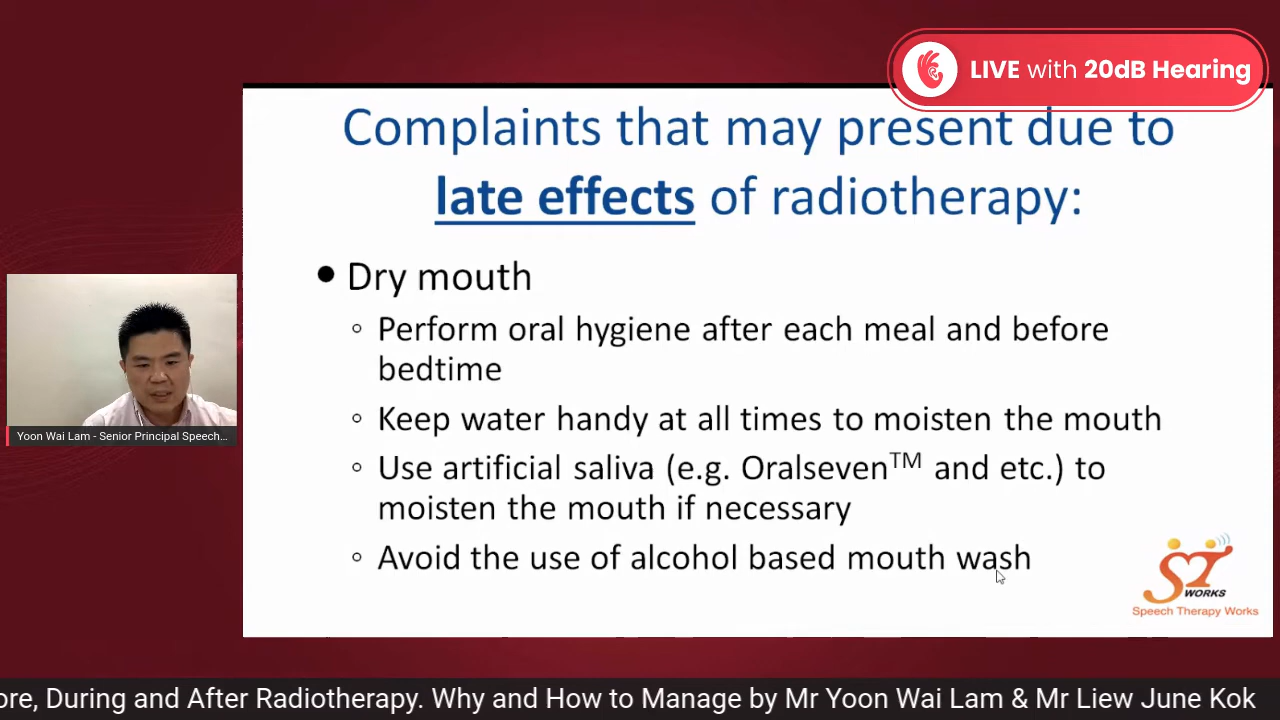 LIVE with 20dB Hearing
Complaints that may present due to
late effects of radiotherapy:
• Dry mouth
◦ Perform oral hygiene after each meal and before
bedtime
◦ Keep water handy at all times to moisten the mouth
◦ Use artificial saliva (e.g. Oralseven™ and etc.) to
moisten the mouth if necessary
◦ Avoid the use of alcohol based mouth wash
Yoon Wai Lam - Senior Principal Speech...
ST
WORKS
Speech Therapy Works
ore, During and After Radiotherapy. Why and How to Manage by Mr Yoon Wai Lam & Mr Liew June Kok